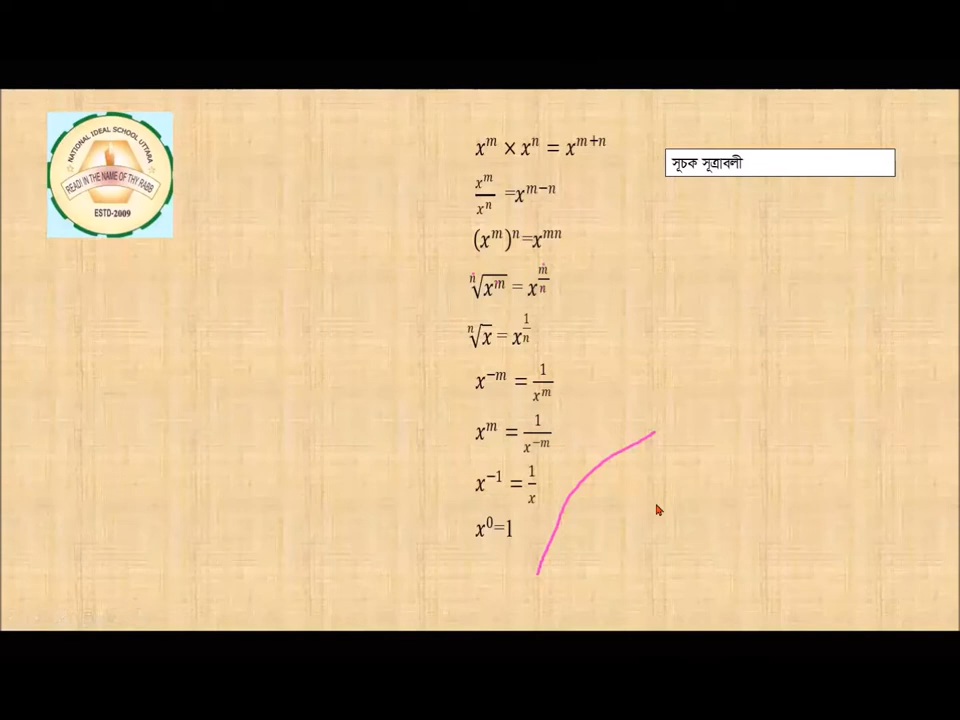 NATIONAL IDEAL SCHOOL UTTARA
READ! IN THE NAME OF THY RABB
ESTD-2009
সূচক সূত্রাবলী
xᵐ × xⁿ = xᵐ⁺ⁿ
xᵐ/xⁿ =xᵐ⁻ⁿ
(xᵐ)ⁿ=xᵐⁿ
ⁿ√(xᵐ) = x^(m/n)
ⁿ√x = x^(1/n)
x⁻ᵐ = 1/xᵐ
xᵐ = 1/x⁻ᵐ
x⁻¹ = 1/x
x⁰=1